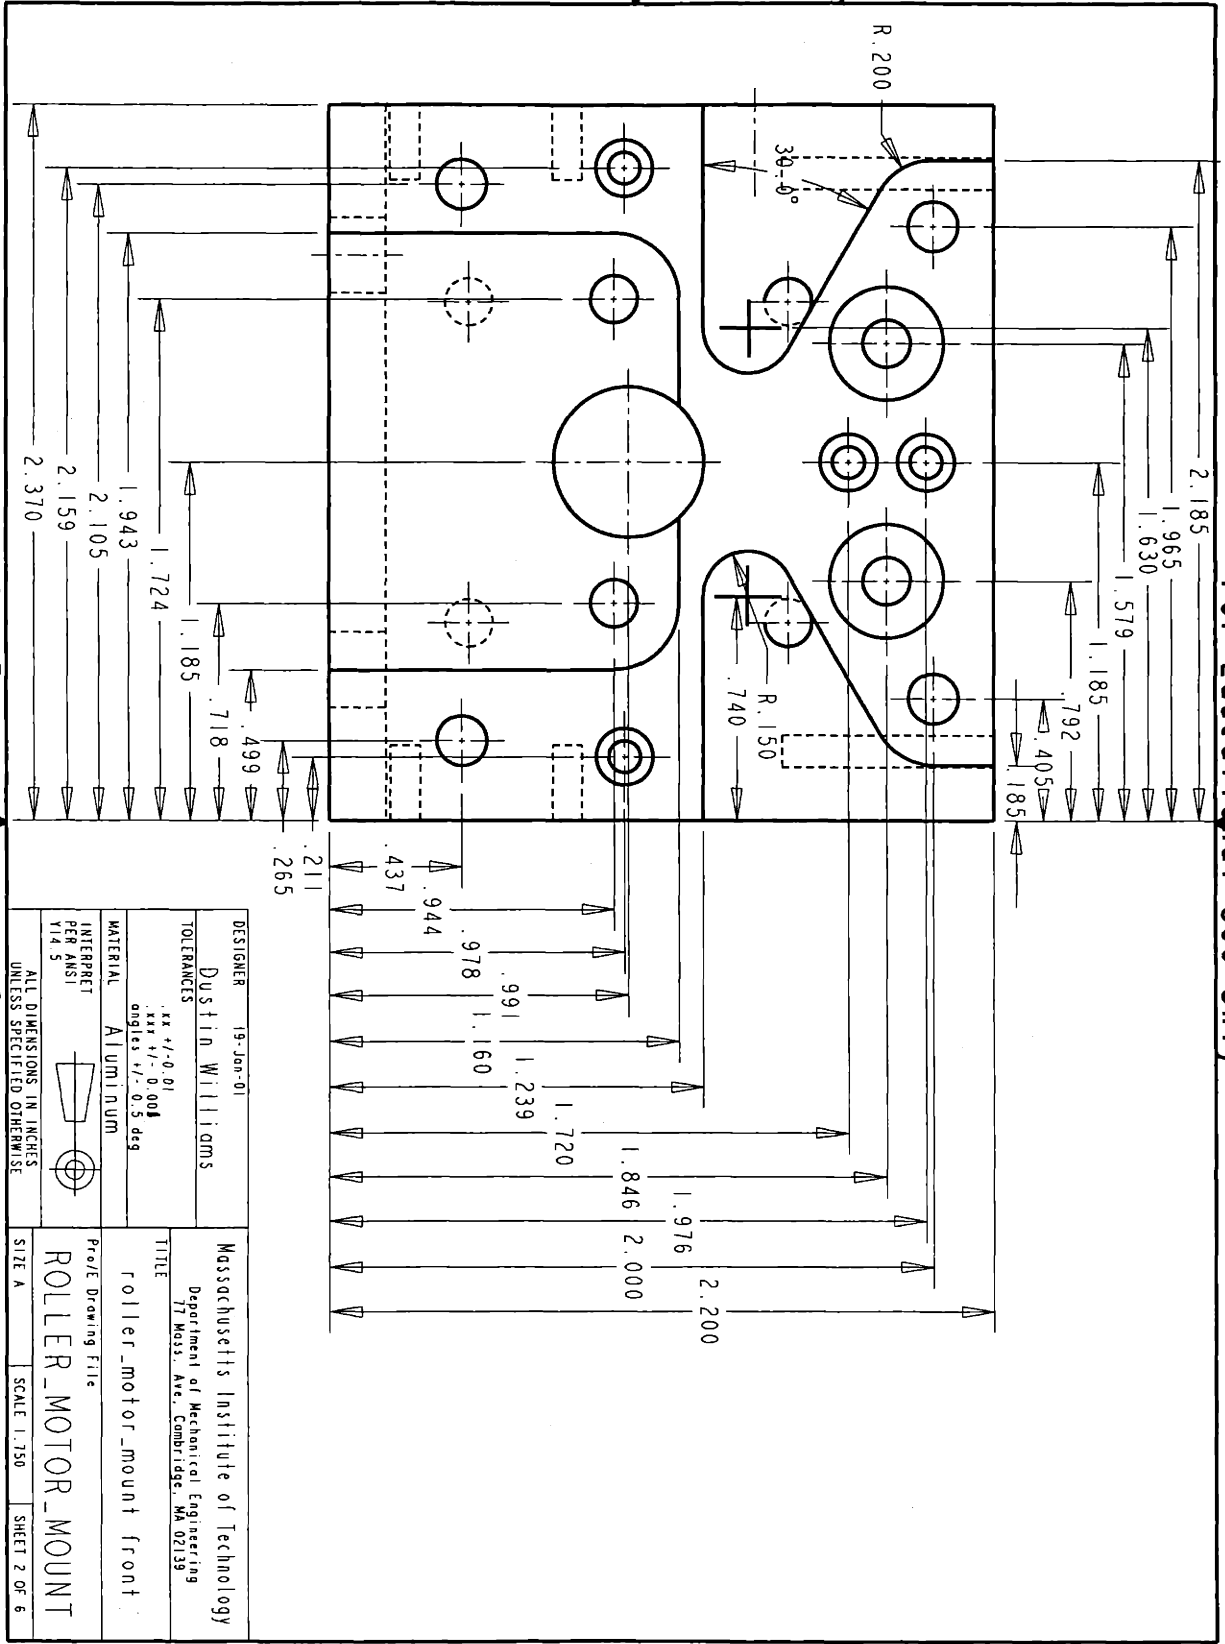 For Educational Use Only
2.185
1.965
1.630
1.579
1.185
.792
.405
.185
R.200
30.0°
R.150
.740
2.200
2.000
1.976
1.846
1.720
1.239
1.160
.991
.978
.944
.437
.211
.265
.499
.718
1.185
1.724
1.943
2.105
2.159
2.370
DESIGNER 19-Jan-01
Dustin Williams
TOLERANCES
.xx +/-0.01
angles +/- 0.5 deg
MATERIAL
Aluminum
INTERPRET
PER ANSI
Y14.5
ALL DIMENSIONS IN INCHES
UNLESS SPECIFIED OTHERWISE
Massachusetts Institute of Technology
Department of Mechanical Engineering
77 Mass. Ave, Cambridge, MA 02139
TITLE
roller_motor_mount front
Pro/E Drawing File
ROLLER_MOTOR_MOUNT
SIZE A
SCALE 1.750
SHEET 2 OF 6